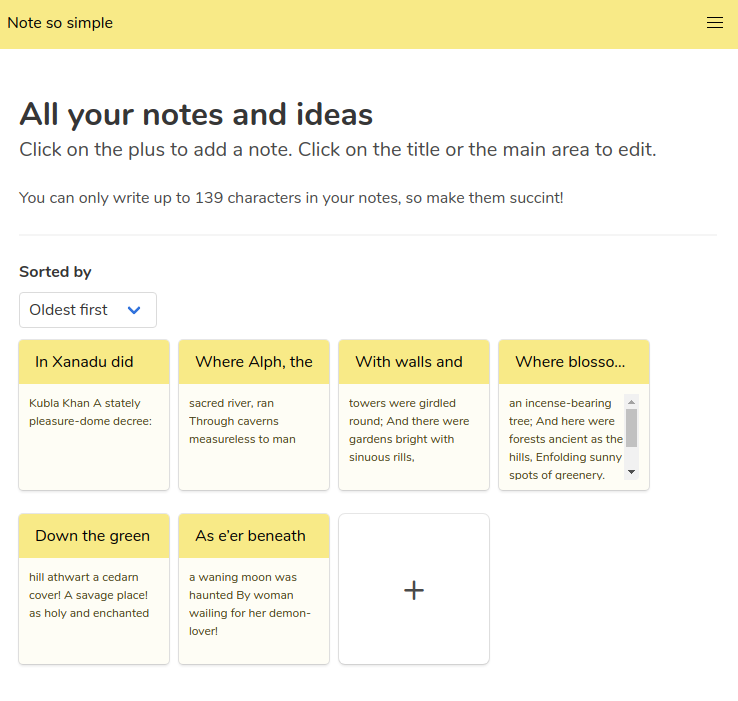 Note so simple
All your notes and ideas
Click on the plus to add a note. Click on the title or the main area to edit.
You can only write up to 139 characters in your notes, so make them succint!
Sorted by
Oldest first
In Xanadu did
Kubla Khan A stately
pleasure-dome decree:
Where Alph, the
sacred river, ran
Through caverns
measureless to man
With walls and
towers were girdled
round; And there were
gardens bright with
sinuous rills,
Where blosso...
an incense-bearing
tree; And here were
forests ancient as the
hills, Enfolding sunny
spots of greenery.
Down the green
hill athwart a cedarn
cover! A savage place!
as holy and enchanted
As e’er beneath
a waning moon was
haunted By woman
wailing for her demon-
lover!
+